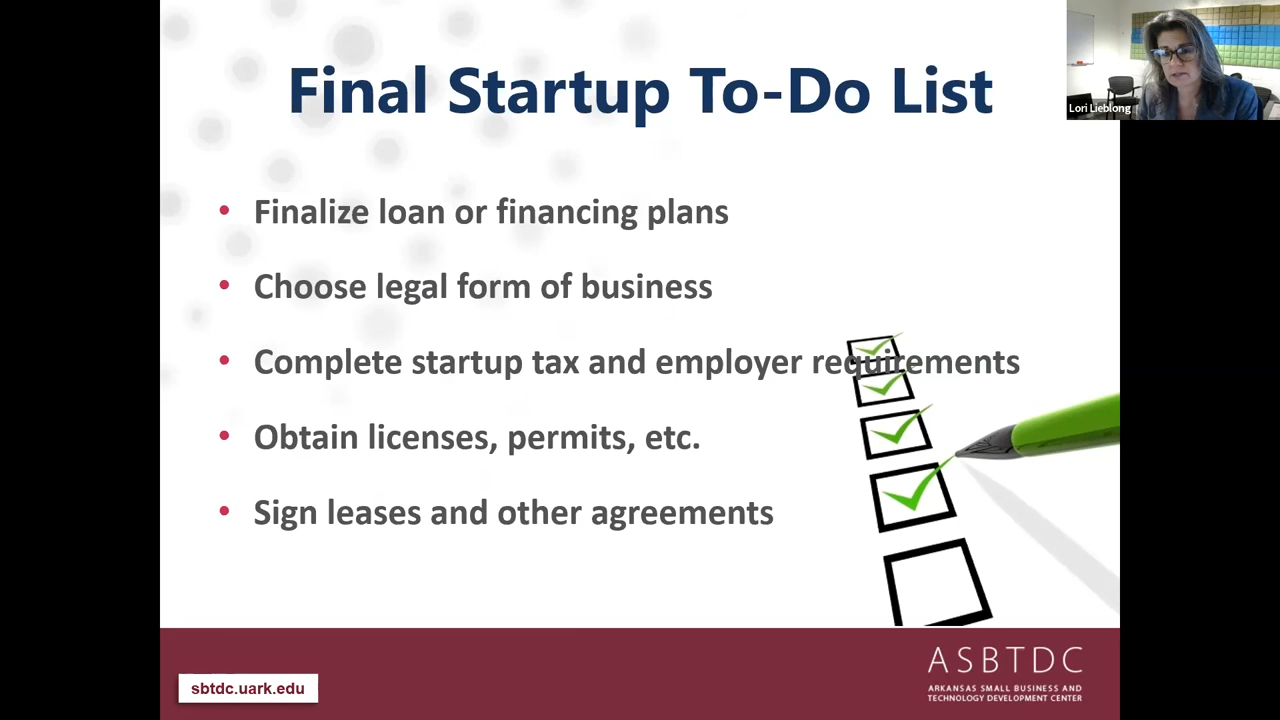 Final Startup To-Do List
Lori Lieblong
• Finalize loan or financing plans
• Choose legal form of business
• Complete startup tax and employer requirements
• Obtain licenses, permits, etc.
• Sign leases and other agreements
sbtdc.uark.edu
ASBTDC
ARKANSAS SMALL BUSINESS AND
TECHNOLOGY DEVELOPMENT CENTER